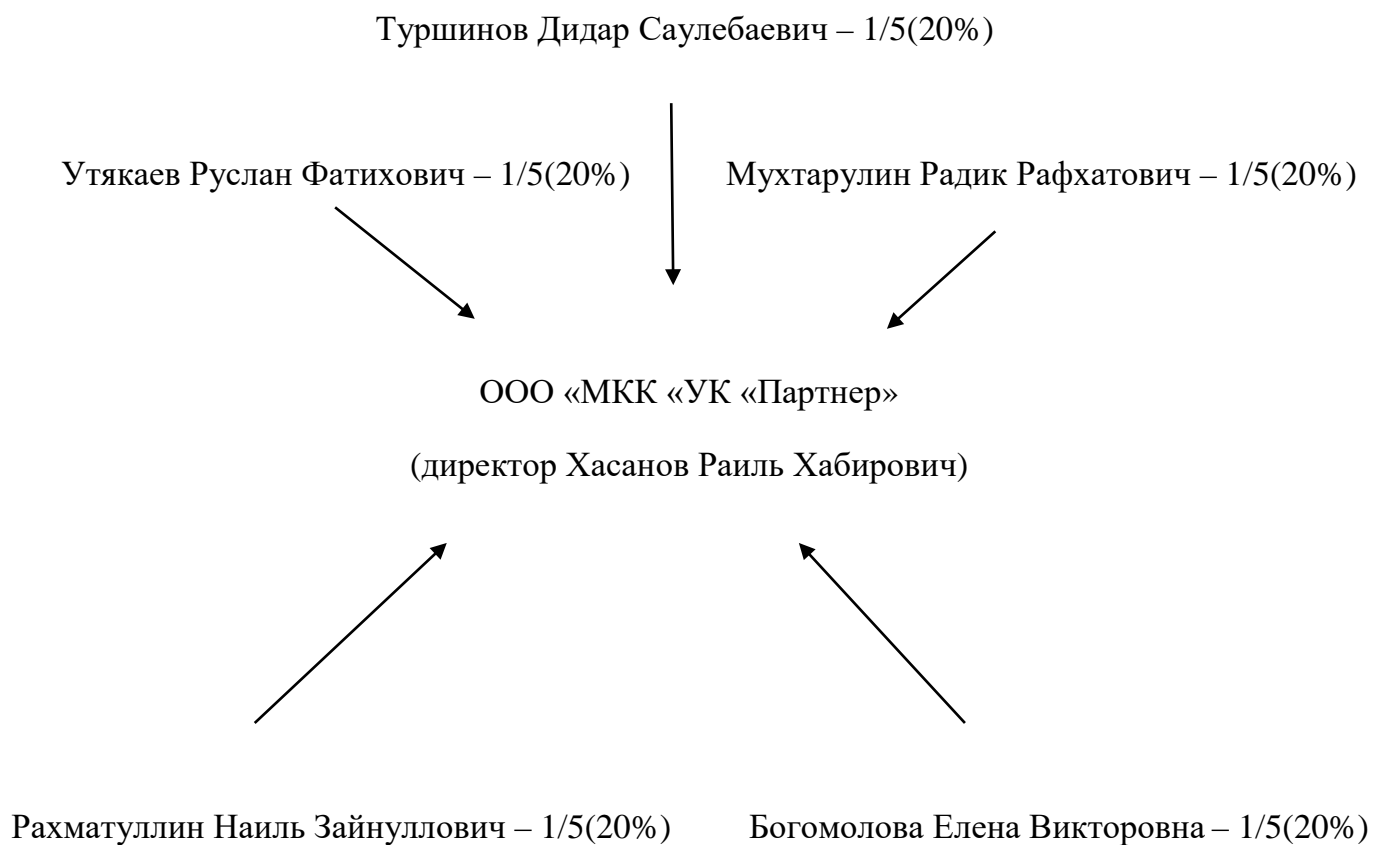 Туршинов Дидар Саулебаевич – 1/5(20%)
Утякаев Руслан Фатихович – 1/5(20%)
Мухтарулин Радик Рафхатович – 1/5(20%)
ООО «МКК «УК «Партнер»
(директор Хасанов Раиль Хабирович)
Рахматуллин Наиль Зайнуллович – 1/5(20%)
Богомолова Елена Викторовна – 1/5(20%)